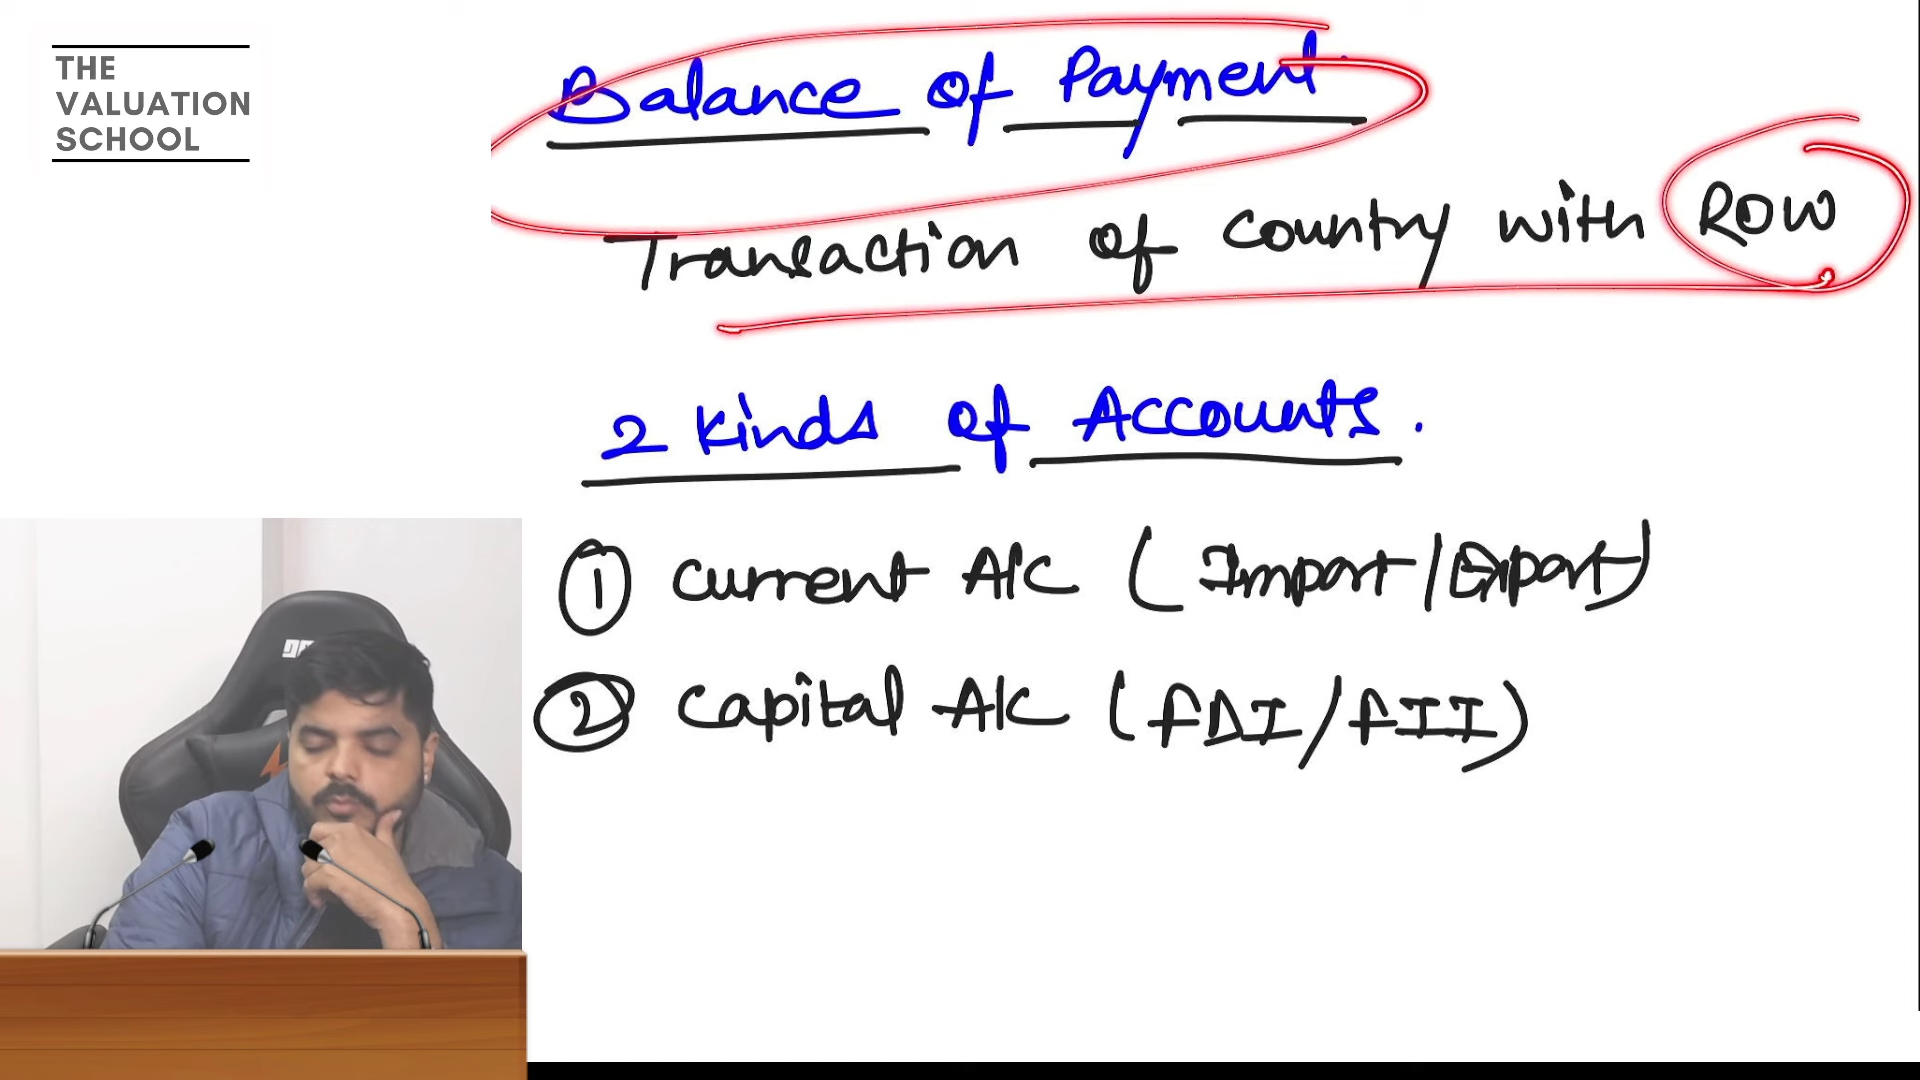 THE
VALUATION
SCHOOL
Balance of Payment.
Transaction of country with ROW
2 Kinds of Accounts.
① Current A/C (Import/Export)
② Capital A/C (FDI/FII)